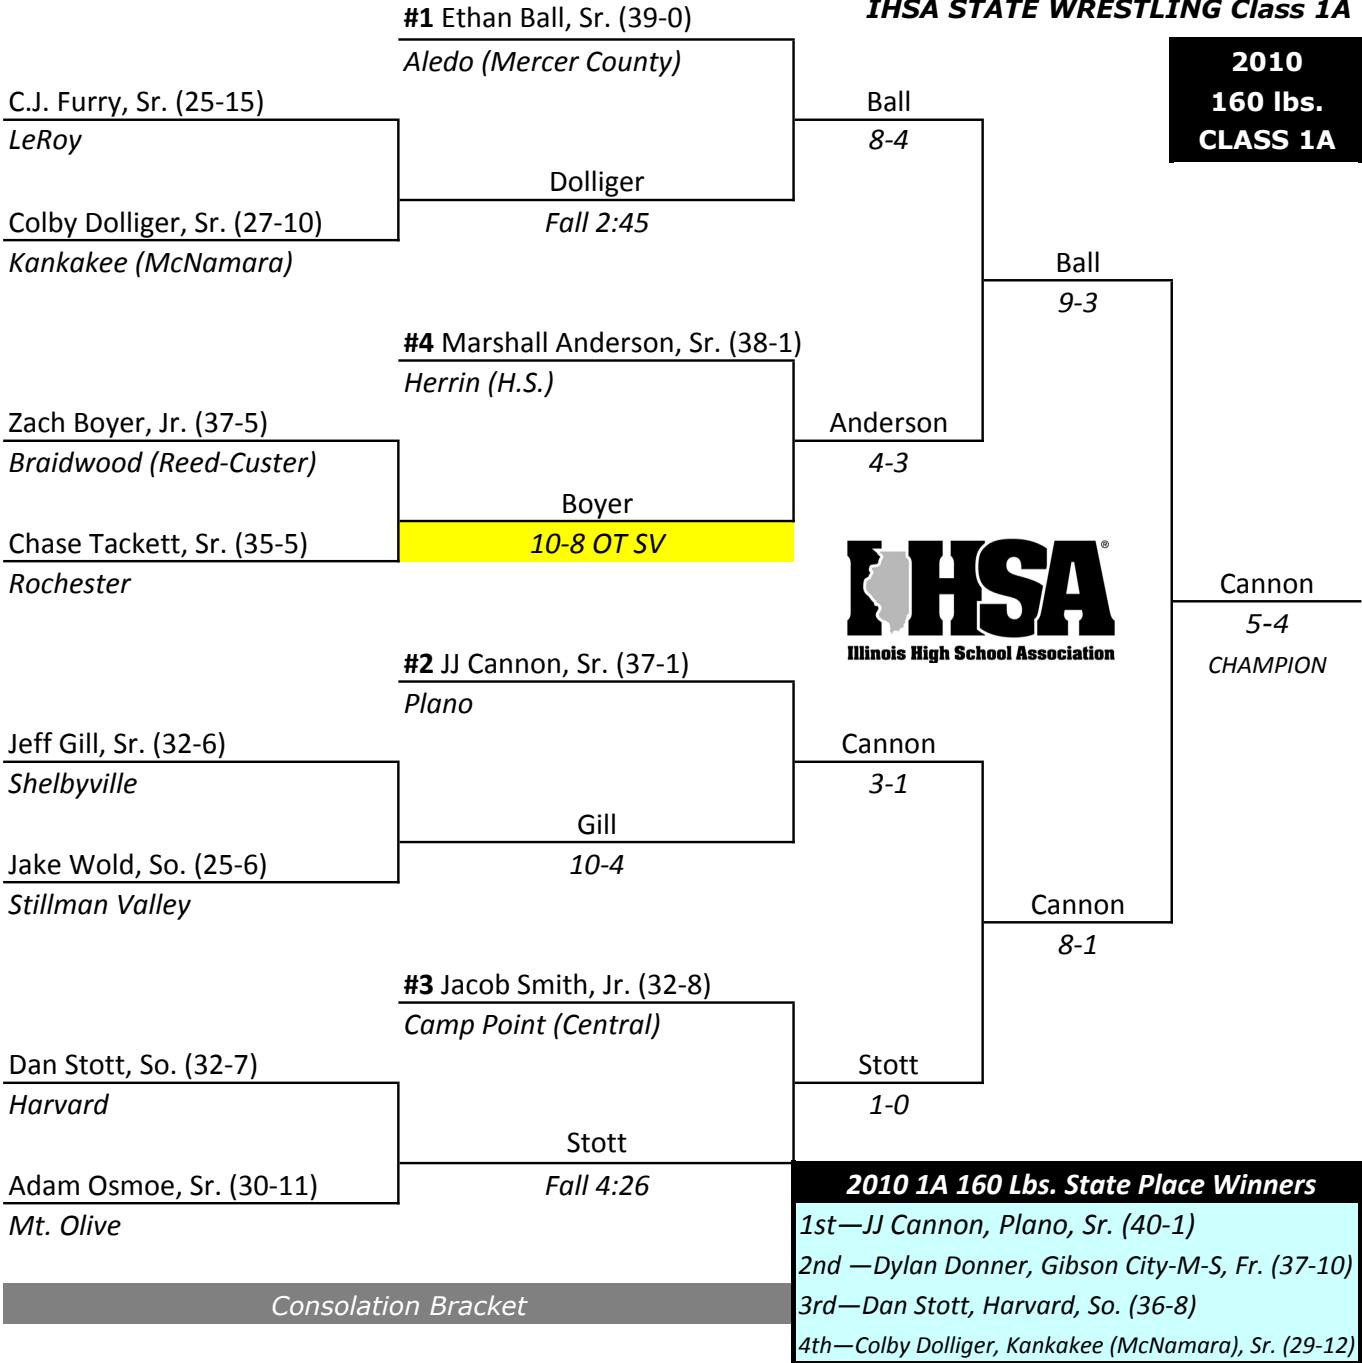 #1 Ethan Ball, Sr. (39-0)
IHSA STATE WRESTLING Class 1A
Aledo (Mercer County)
2010
160 lbs.
CLASS 1A
C.J. Furry, Sr. (25-15)
LeRoy
Ball
8-4
Dolliger
Fall 2:45
Colby Dolliger, Sr. (27-10)
Kankakee (McNamara)
Ball
9-3
#4 Marshall Anderson, Sr. (38-1)
Herrin (H.S.)
Zach Boyer, Jr. (37-5)
Braidwood (Reed-Custer)
Anderson
4-3
Boyer
10-8 OT SV
Chase Tackett, Sr. (35-5)
Rochester
IHSA®
Illinois High School Association
Cannon
5-4
CHAMPION
#2 JJ Cannon, Sr. (37-1)
Plano
Jeff Gill, Sr. (32-6)
Shelbyville
Cannon
3-1
Gill
10-4
Jake Wold, So. (25-6)
Stillman Valley
Cannon
8-1
#3 Jacob Smith, Jr. (32-8)
Camp Point (Central)
Dan Stott, So. (32-7)
Harvard
Stott
1-0
Stott
Fall 4:26
Adam Osmoe, Sr. (30-11)
Mt. Olive
2010 1A 160 Lbs. State Place Winners
1st—JJ Cannon, Plano, Sr. (40-1)
2nd —Dylan Donner, Gibson City-M-S, Fr. (37-10)
3rd—Dan Stott, Harvard, So. (36-8)
4th—Colby Dolliger, Kankakee (McNamara), Sr. (29-12)
Consolation Bracket